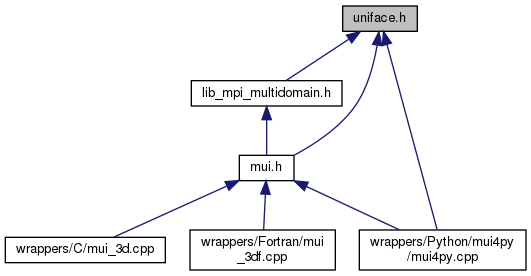 uniface.h
lib_mpi_multidomain.h
mui.h
wrappers/C/mui_3d.cpp
wrappers/Fortran/mui
_3df.cpp
wrappers/Python/mui4py
/mui4py.cpp